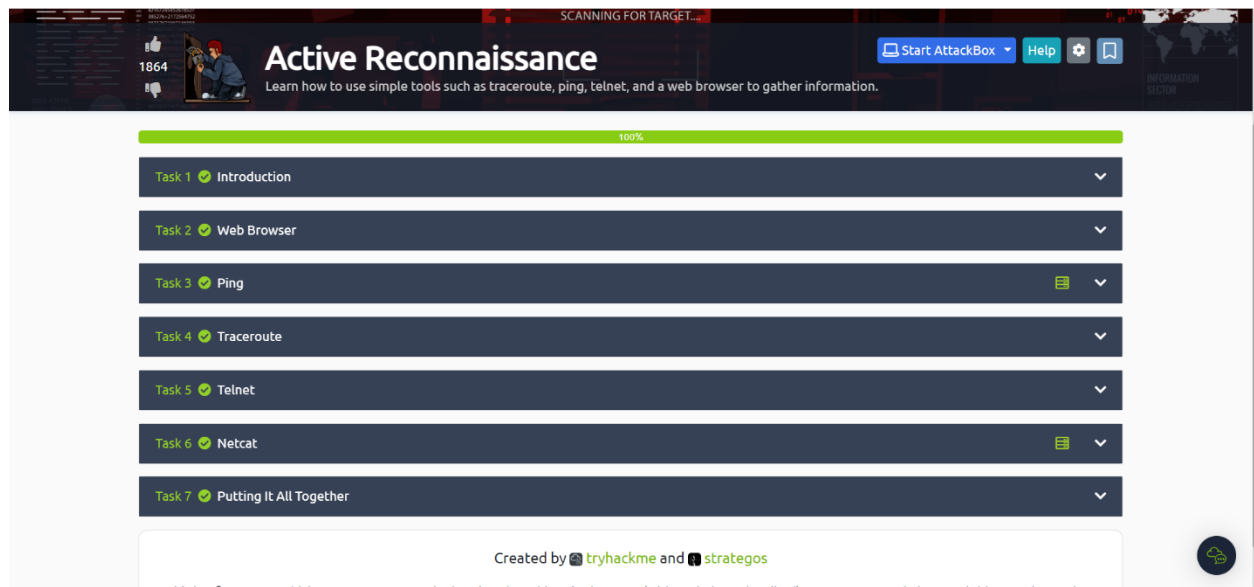 SCANNING FOR TARGET....
1864
Active Reconnaissance
Learn how to use simple tools such as traceroute, ping, telnet, and a web browser to gather information.
Start AttackBox
Help
INFORMATION
SECTOR
100%
Task 1 Introduction
Task 2 Web Browser
Task 3 Ping
Task 4 Traceroute
Task 5 Telnet
Task 6 Netcat
Task 7 Putting It All Together
Created by tryhackme and strategos